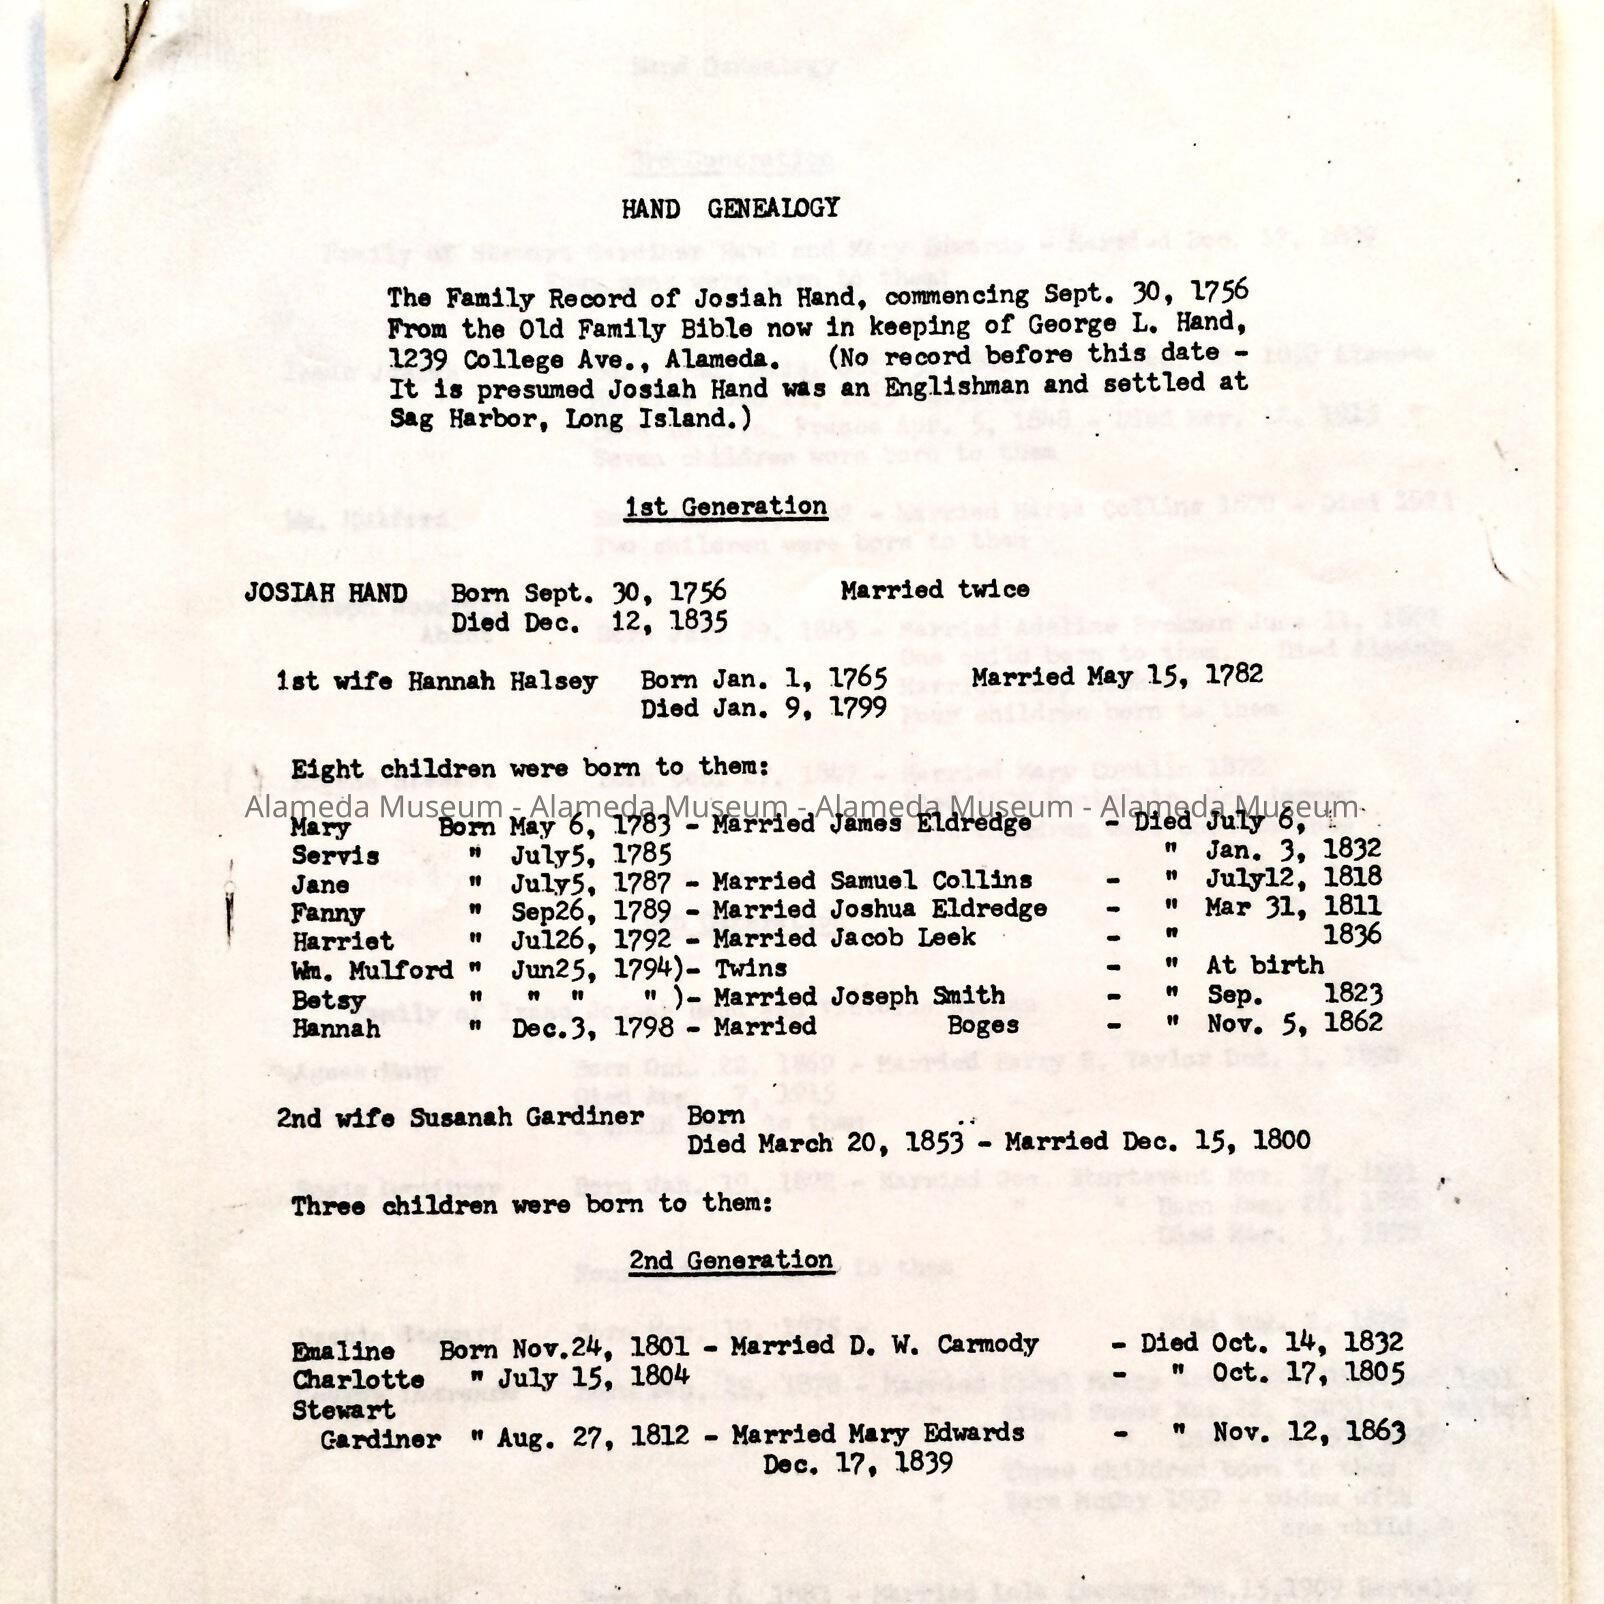 HAND GENEALOGY
The Family Record of Josiah Hand, commencing Sept. 30, 1756
From the Old Family Bible now in keeping of George L. Hand,
1239 College Ave., Alameda. (No record before this date -
It is presumed Josiah Hand was an Englishman and settled at
Sag Harbor, Long Island.)
1st Generation
JOSIAH HAND Born Sept. 30, 1756 Married twice
Died Dec. 12, 1835
1st wife Hannah Halsey Born Jan. 1, 1765 Married May 15, 1782
Died Jan. 9, 1799
Eight children were born to them:
Alameda Museum - Alameda Museum - Alameda Museum - Alameda Museum
Mary Born May 6, 1783 - Married James Eldredge - Died July 6,
Servis " July5, 1785 " Jan. 3, 1832
Jane " July5, 1787 - Married Samuel Collins - " July12, 1818
Fanny " Sep26, 1789 - Married Joshua Eldredge - " Mar 31, 1811
Harriet " Jul26, 1792 - Married Jacob Leek - " 1836
Wm. Mulford " Jun25, 1794)- Twins - " At birth
Betsy " " " " )- Married Joseph Smith - " Sep. 1823
Hannah " Dec.3, 1798 - Married Boges - " Nov. 5, 1862
2nd wife Susanah Gardiner Born
Died March 20, 1853 - Married Dec. 15, 1800
Three children were born to them:
2nd Generation
Emaline Born Nov.24, 1801 - Married D. W. Carmody - Died Oct. 14, 1832
Charlotte " July 15, 1804 - " Oct. 17, 1805
Stewart
Gardiner " Aug. 27, 1812 - Married Mary Edwards - " Nov. 12, 1863
Dec. 17, 1839